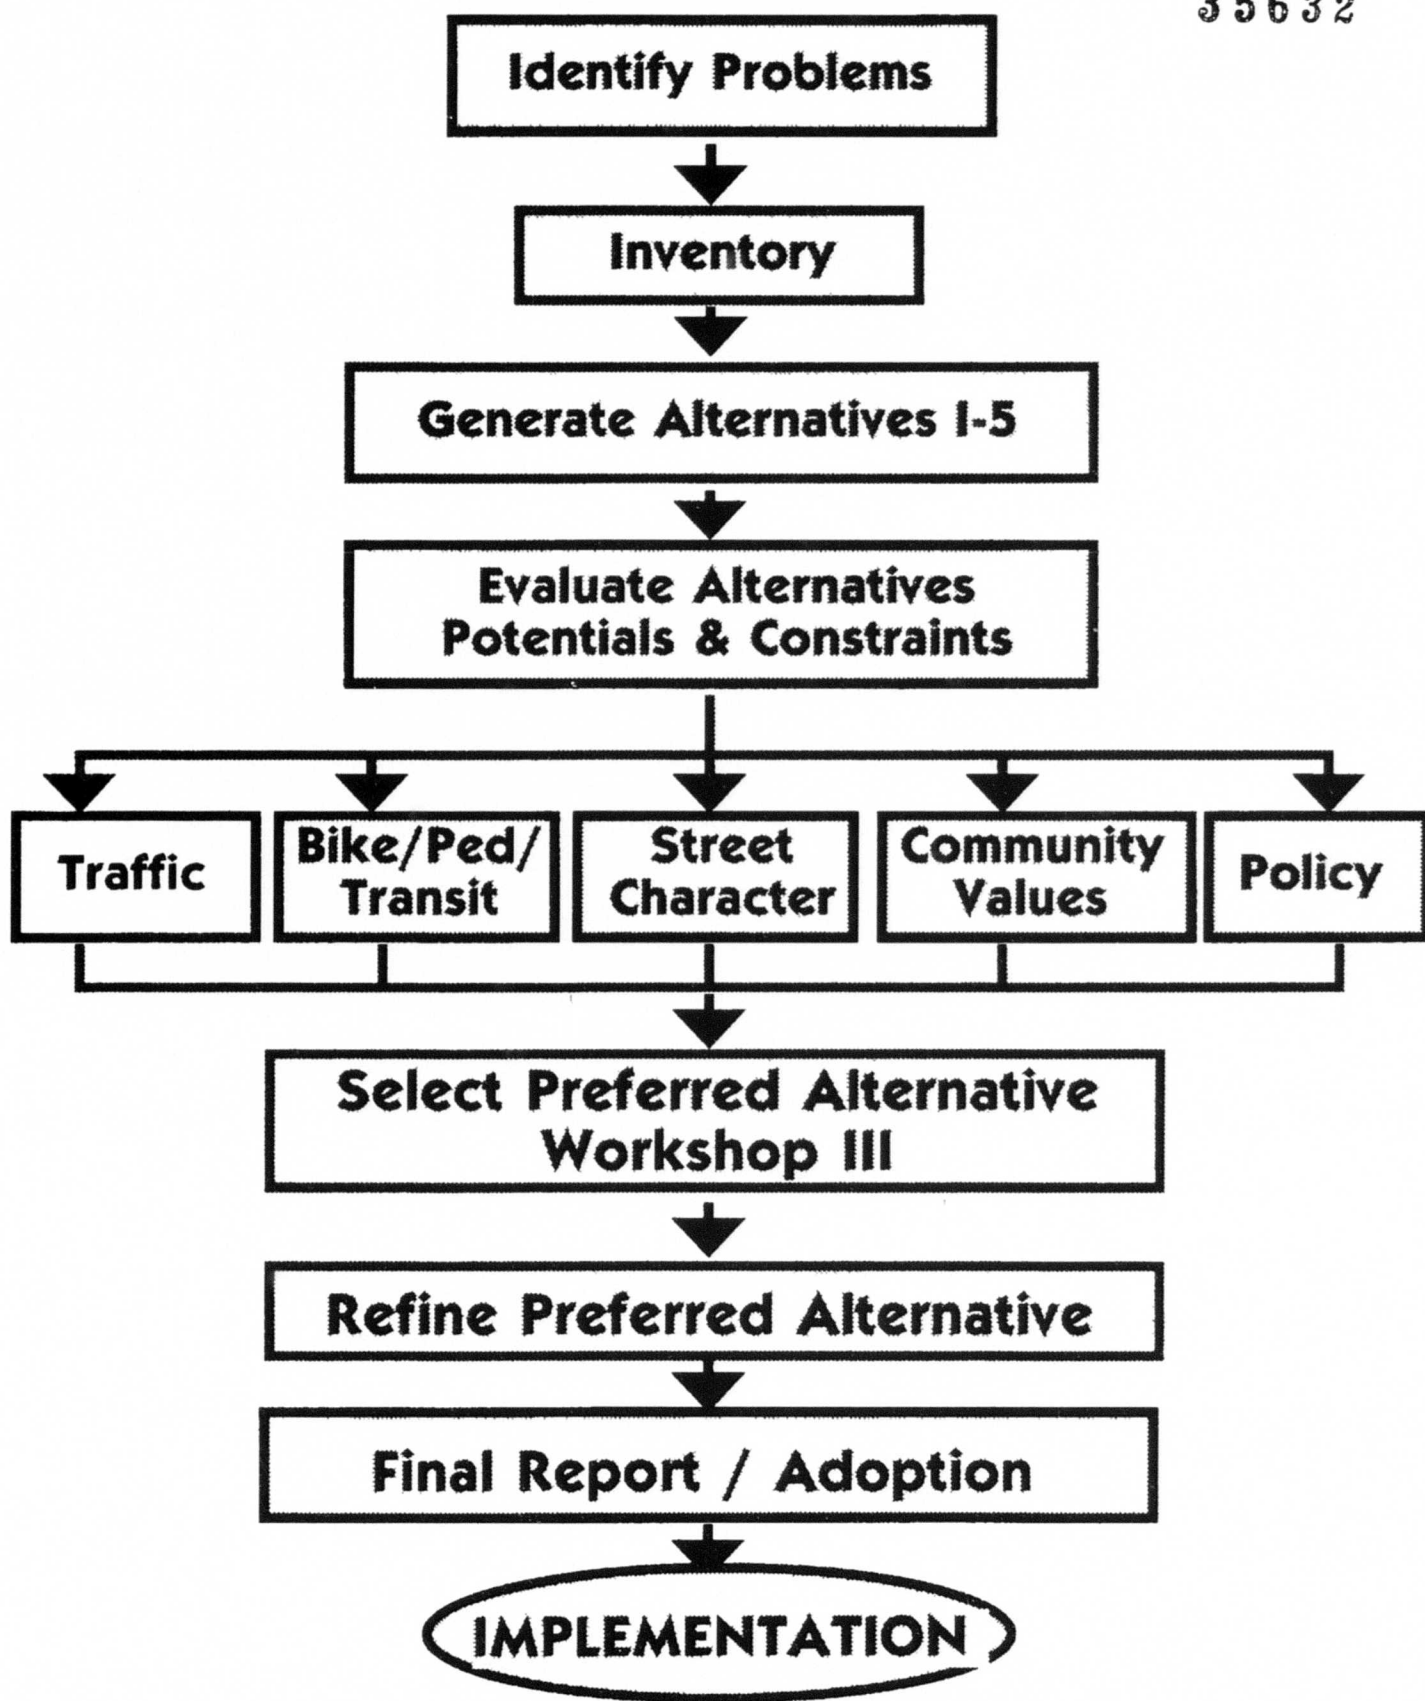 35632
Identify Problems
Inventory
Generate Alternatives 1-5
Evaluate Alternatives
Potentials & Constraints
Traffic
Bike/Ped/
Transit
Street
Character
Community
Values
Policy
Select Preferred Alternative
Workshop III
Refine Preferred Alternative
Final Report / Adoption
IMPLEMENTATION